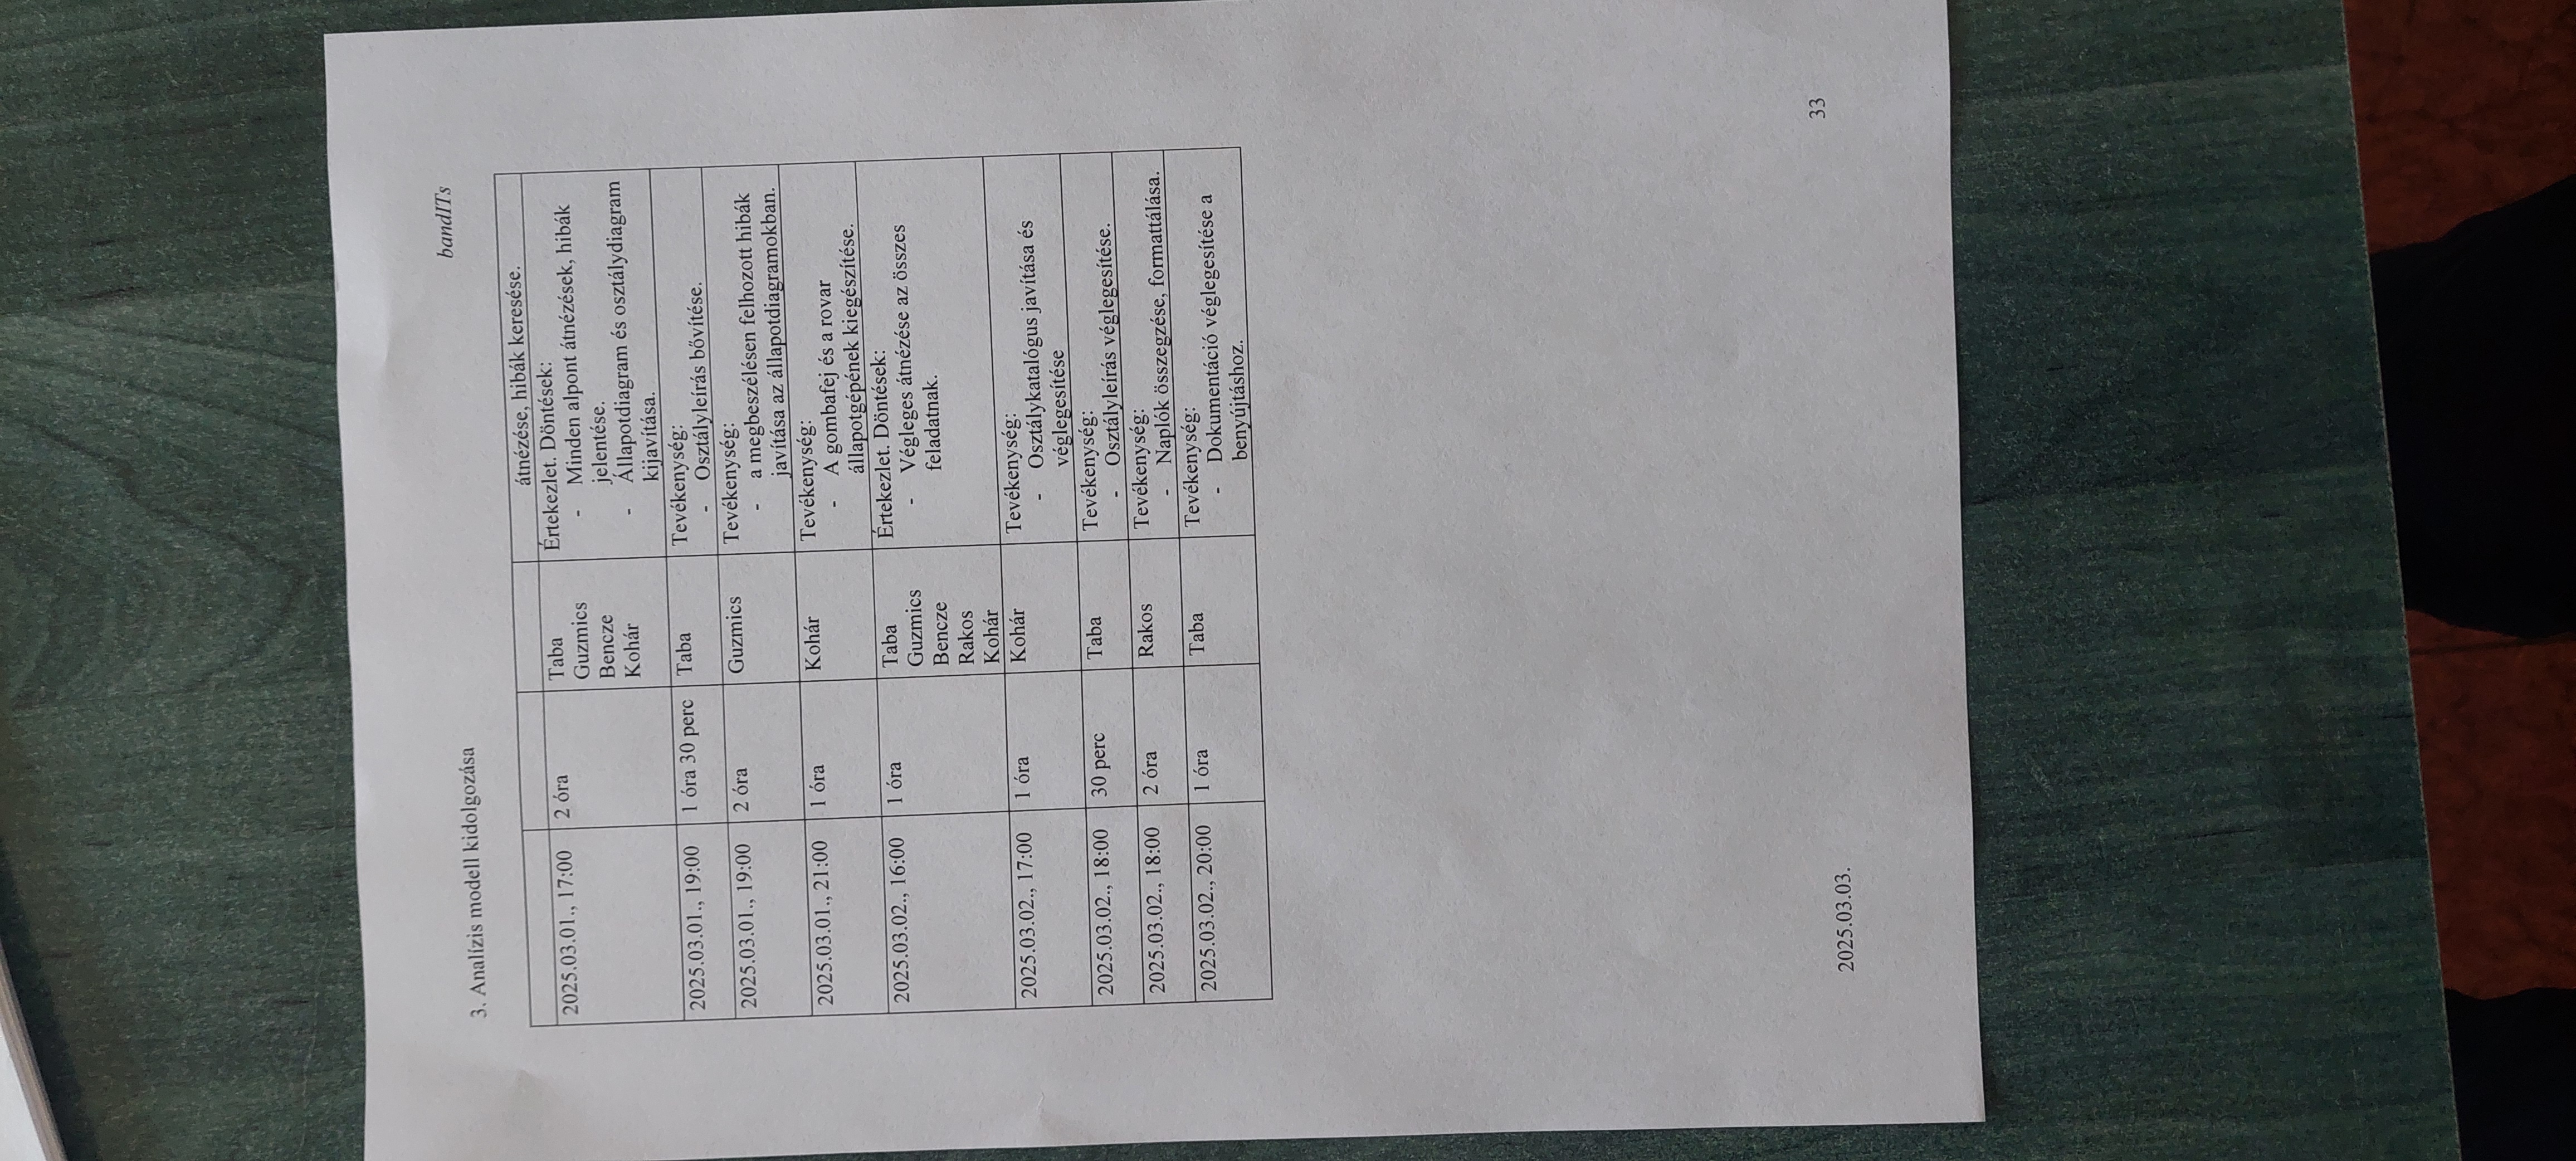 3. Analízis modell kidolgozása
bandITs
átnézése, hibák keresése.
2025.03.01., 17:00
2 óra
Taba
Guzmics
Bencze
Kohár
Értekezlet. Döntések:
- Minden alpont átnézések, hibák
jelentése.
- Állapotdiagram és osztálydiagram
kijavítása.
2025.03.01., 19:00
1 óra 30 perc
Taba
Tevékenység:
- Osztályleírás bővítése.
2025.03.01., 19:00
2 óra
Guzmics
Tevékenység:
- a megbeszélésen felhozott hibák
javítása az állapotdiagramokban.
2025.03.01., 21:00
1 óra
Kohár
Tevékenység:
- A gombafej és a rovar
állapotgépének kiegészítése.
2025.03.02., 16:00
1 óra
Taba
Guzmics
Bencze
Rakos
Kohár
Értekezlet. Döntések:
- Végleges átnézése az összes
feladatnak.
2025.03.02., 17:00
1 óra
Kohár
Tevékenység:
- Osztálykatalógus javítása és
véglegesítése
2025.03.02., 18:00
30 perc
Taba
Tevékenység:
- Osztályleírás véglegesítése.
2025.03.02., 18:00
2 óra
Rakos
Tevékenység:
- Naplók összegzése, formattálása.
2025.03.02., 20:00
1 óra
Taba
Tevékenység:
- Dokumentáció véglegesítése a
benyújtáshoz.
2025.03.03.
33